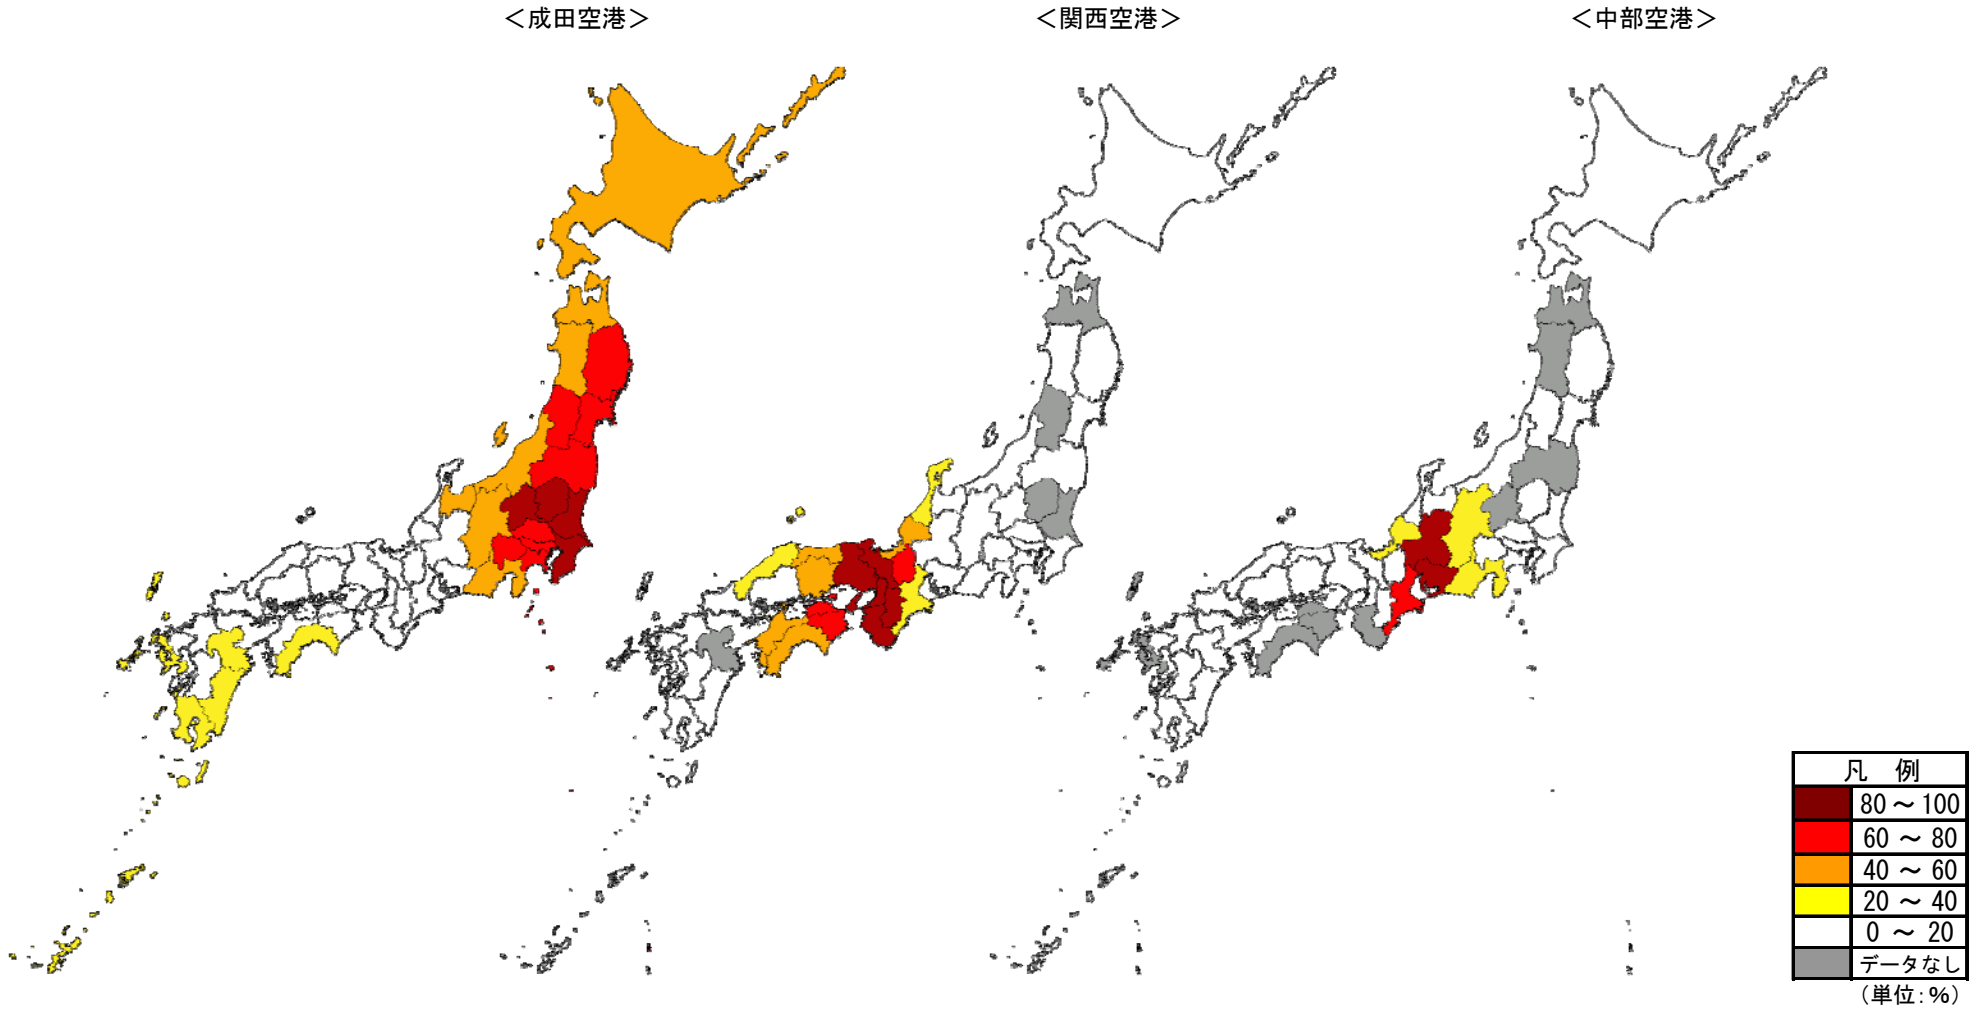 ＜成田空港＞
＜関西空港＞
＜中部空港＞
凡 例
80 ～ 100
60 ～ 80
40 ～ 60
20 ～ 40
0 ～ 20
データなし
（単位：％）